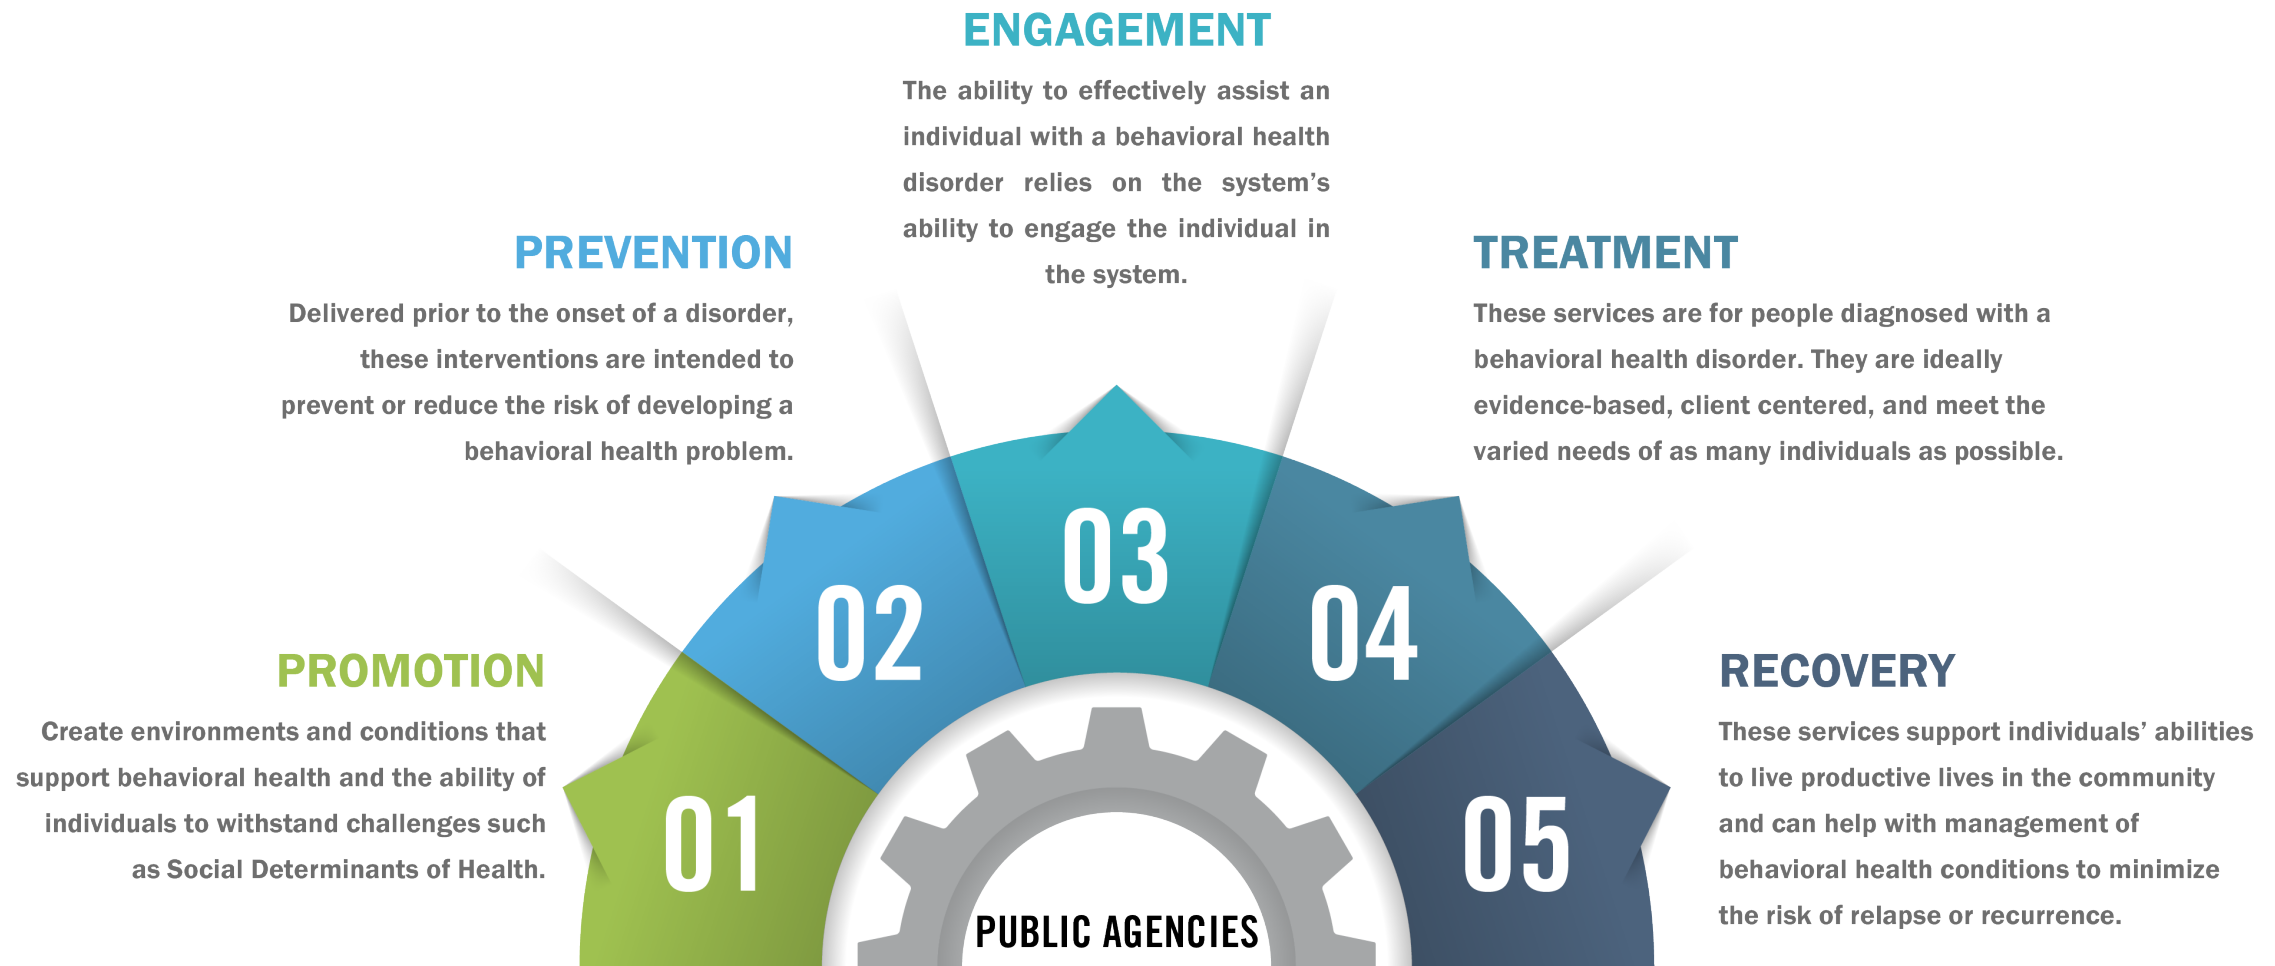 ENGAGEMENT
The ability to effectively assist an
individual with a behavioral health
disorder relies on the system’s
ability to engage the individual in
the system.
PREVENTION
Delivered prior to the onset of a disorder,
these interventions are intended to
prevent or reduce the risk of developing a
behavioral health problem.
TREATMENT
These services are for people diagnosed with a
behavioral health disorder. They are ideally
evidence-based, client centered, and meet the
varied needs of as many individuals as possible.
03
02
04
PROMOTION
Create environments and conditions that
support behavioral health and the ability of
individuals to withstand challenges such
as Social Determinants of Health.
01
05
RECOVERY
These services support individuals’ abilities
to live productive lives in the community
and can help with management of
behavioral health conditions to minimize
the risk of relapse or recurrence.
PUBLIC AGENCIES